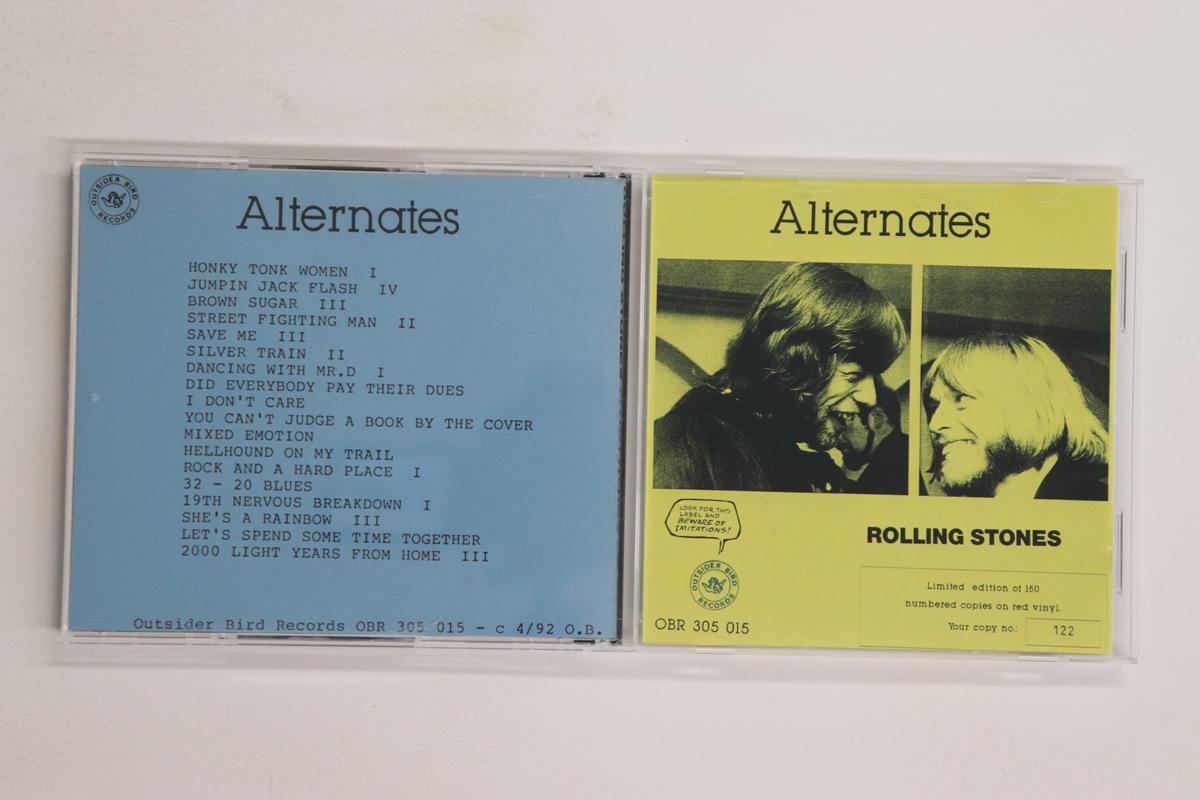 OUTSIDER BIRD RECORDS
Alternates
HONKY TONK WOMEN I
JUMPIN JACK FLASH IV
BROWN SUGAR III
STREET FIGHTING MAN II
SAVE ME III
SILVER TRAIN II
DANCING WITH MR.D I
DID EVERYBODY PAY THEIR DUES
I DON'T CARE
YOU CAN'T JUDGE A BOOK BY THE COVER
MIXED EMOTION
HELLHOUND ON MY TRAIL
ROCK AND A HARD PLACE I
32 - 20 BLUES
19TH NERVOUS BREAKDOWN I
SHE'S A RAINBOW III
LET'S SPEND SOME TIME TOGETHER
2000 LIGHT YEARS FROM HOME III
Outsider Bird Records OBR 305 015 - c 4/92 O.B.
Alternates
LOOK FOR THIS
LABEL AND
BEWARE OF
IMITATIONS!
OUTSIDER BIRD RECORDS
OBR 305 015
ROLLING STONES
Limited edition of 150
numbered copies on red vinyl.
Your copy no.: 122